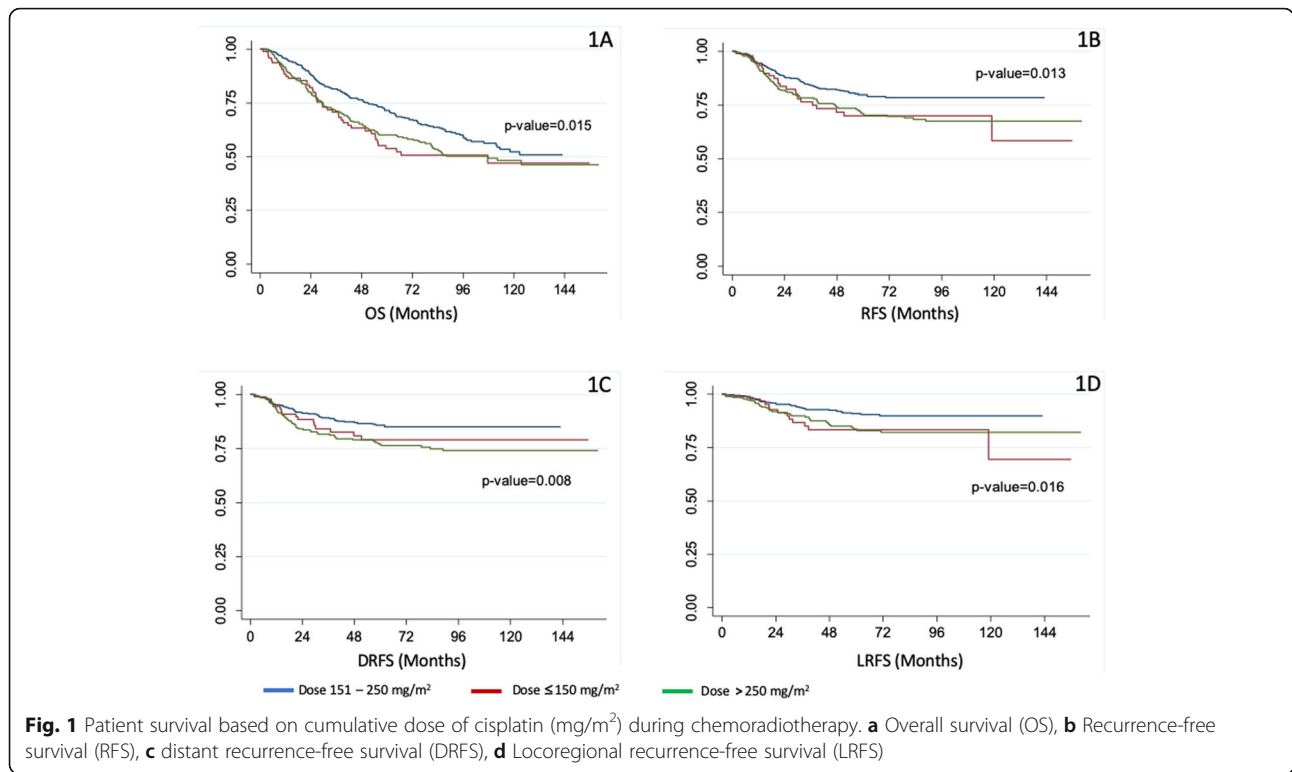 1A
1.00
0.75
0.50
0.25
0.00
p-value=0.015
0 24 48 72 96 120 144
OS (Months)
1B
1.00
0.75
0.50
0.25
0.00
p-value=0.013
0 24 48 72 96 120 144
RFS (Months)
1C
1.00
0.75
0.50
0.25
0.00
p-value=0.008
0 24 48 72 96 120 144
DRFS (Months)
1D
1.00
0.75
0.50
0.25
0.00
p-value=0.016
0 24 48 72 96 120 144
LRFS (Months)
Dose 151 – 250 mg/m² Dose ≤150 mg/m² Dose >250 mg/m²
Fig. 1 Patient survival based on cumulative dose of cisplatin (mg/m²) during chemoradiotherapy. a Overall survival (OS), b Recurrence-free
survival (RFS), c distant recurrence-free survival (DRFS), d Locoregional recurrence-free survival (LRFS)